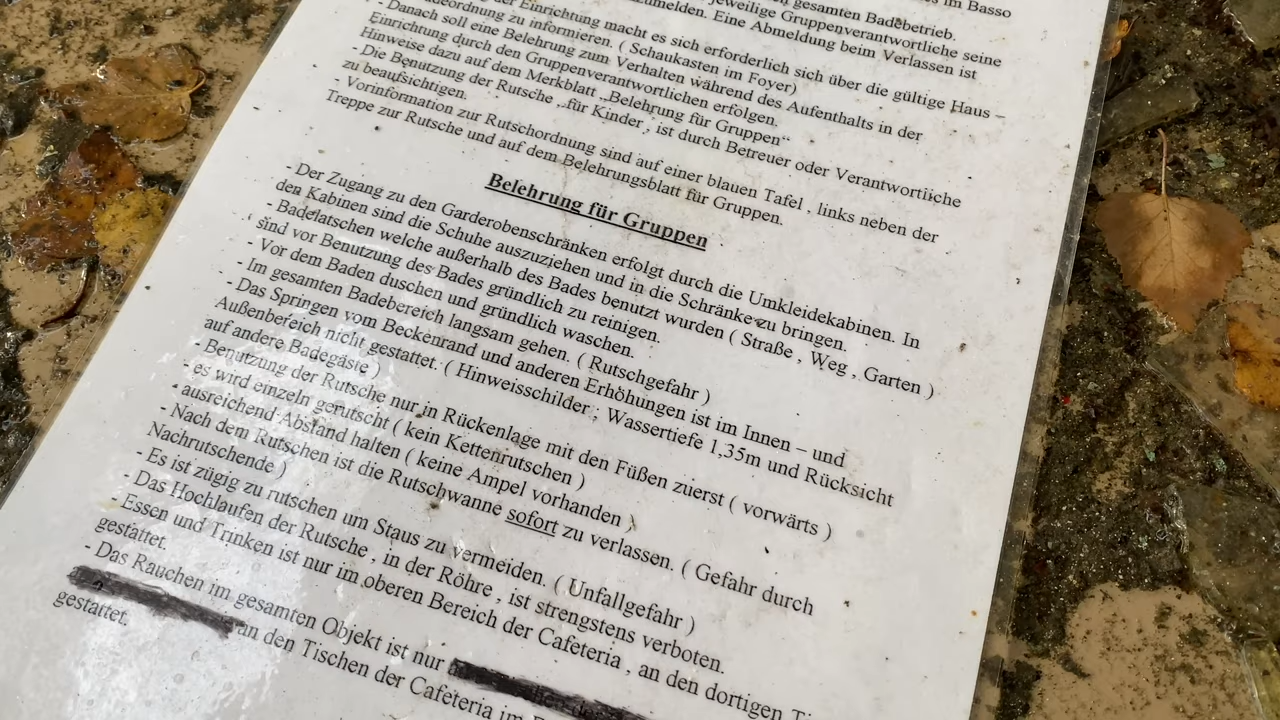 im Basso
gesamten Badebetrieb.
jeweilige Gruppenverantwortliche seine
zumelden. Eine Abmeldung beim Verlassen ist
der Einrichtung macht es sich erforderlich sich über die gültige Haus –
zu informieren. ( Schaukasten im Foyer)
- Danach soll eine Belehrung zum Verhalten während des Aufenthalts in der
Einrichtung durch den Gruppenverantwortlichen erfolgen.
Hinweise dazu auf dem Merkblatt „Belehrung für Gruppen“
- Die Benutzung der Rutsche „für Kinder , ist durch Betreuer oder Verantwortliche
zu beaufsichtigen.
- Vorinformation zur Rutschordnung sind auf einer blauen Tafel , links neben der
Treppe zur Rutsche und auf dem Belehrungsblatt für Gruppen.
Belehrung für Gruppen
- Der Zugang zu den Garderobenschränken erfolgt durch die Umkleidekabinen. In
den Kabinen sind die Schuhe auszuziehen und in die Schränke zu bringen.
- Badelatschen welche außerhalb des Bades benutzt wurden ( Straße , Weg , Garten )
sind vor Benutzung des Bades gründlich zu reinigen.
- Vor dem Baden duschen und gründlich waschen.
- Im gesamten Badebereich langsam gehen. ( Rutschgefahr )
- Das Springen vom Beckenrand und anderen Erhöhungen ist im Innen – und
Außenbereich nicht gestattet. ( Hinweisschilder ; Wassertiefe 1,35m und Rücksicht
auf andere Badegäste )
- Benutzung der Rutsche nur in Rückenlage mit den Füßen zuerst ( vorwärts )
- es wird einzeln gerutscht ( kein Kettenrutschen )
- ausreichend Abstand halten ( keine Ampel vorhanden )
- Nach dem Rutschen ist die Rutschwanne sofort zu verlassen. ( Gefahr durch
Nachrutschende )
- Es ist zügig zu rutschen um Staus zu vermeiden. ( Unfallgefahr )
- Das Hochlaufen der Rutsche , in der Röhre , ist strengstens verboten.
- Essen und Trinken ist nur im oberen Bereich der Cafeteria , an den dortigen
gestattet.
- Das Rauchen im gesamten Objekt ist nur
an den Tischen der Cafeteria im
gestattet.